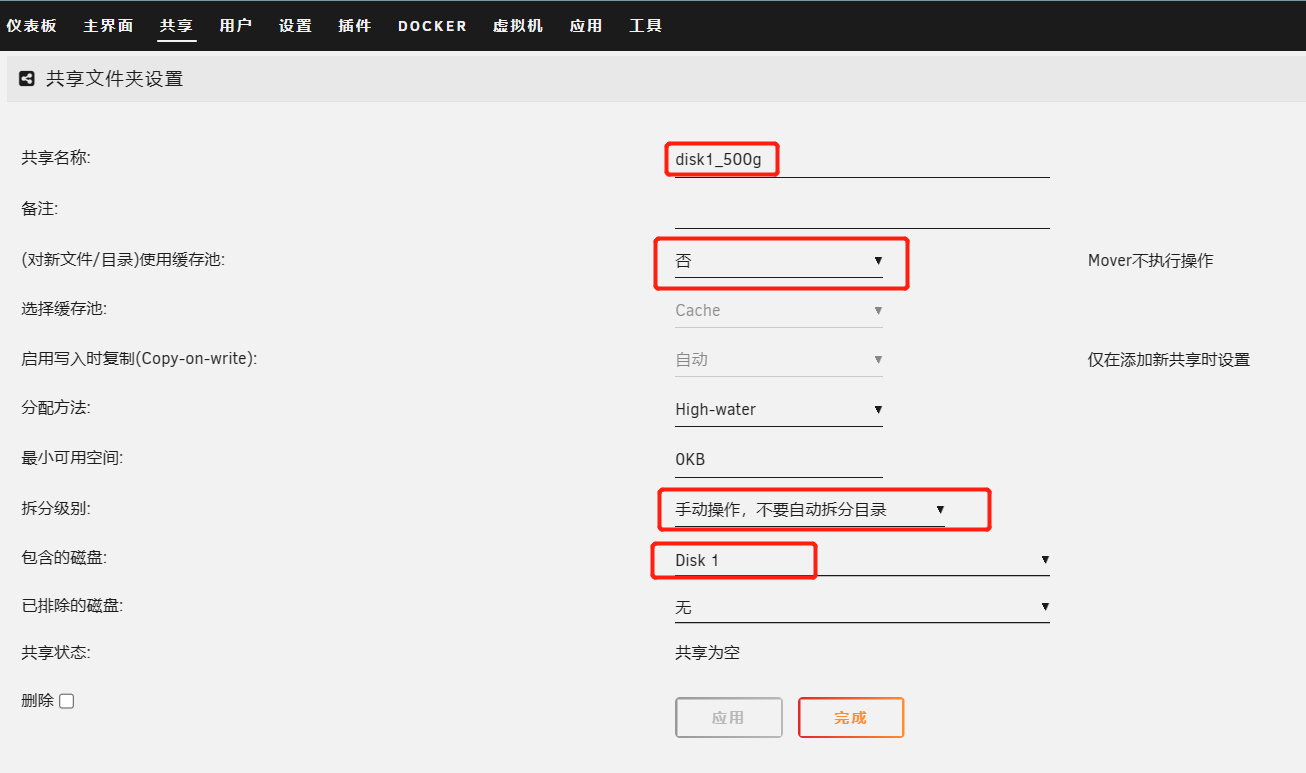 仪表板 主界面 共享 用户 设置 插件 DOCKER 虚拟机 应用 工具
共享文件夹设置
共享名称: disk1_500g
备注:
(对新文件/目录)使用缓存池: 否 Mover不执行操作
选择缓存池: Cache
启用写入时复制(Copy-on-write): 自动 仅在添加新共享时设置
分配方法: High-water
最小可用空间: 0KB
拆分级别: 手动操作，不要自动拆分目录
包含的磁盘: Disk 1
已排除的磁盘: 无
共享状态: 共享为空
删除 应用 完成